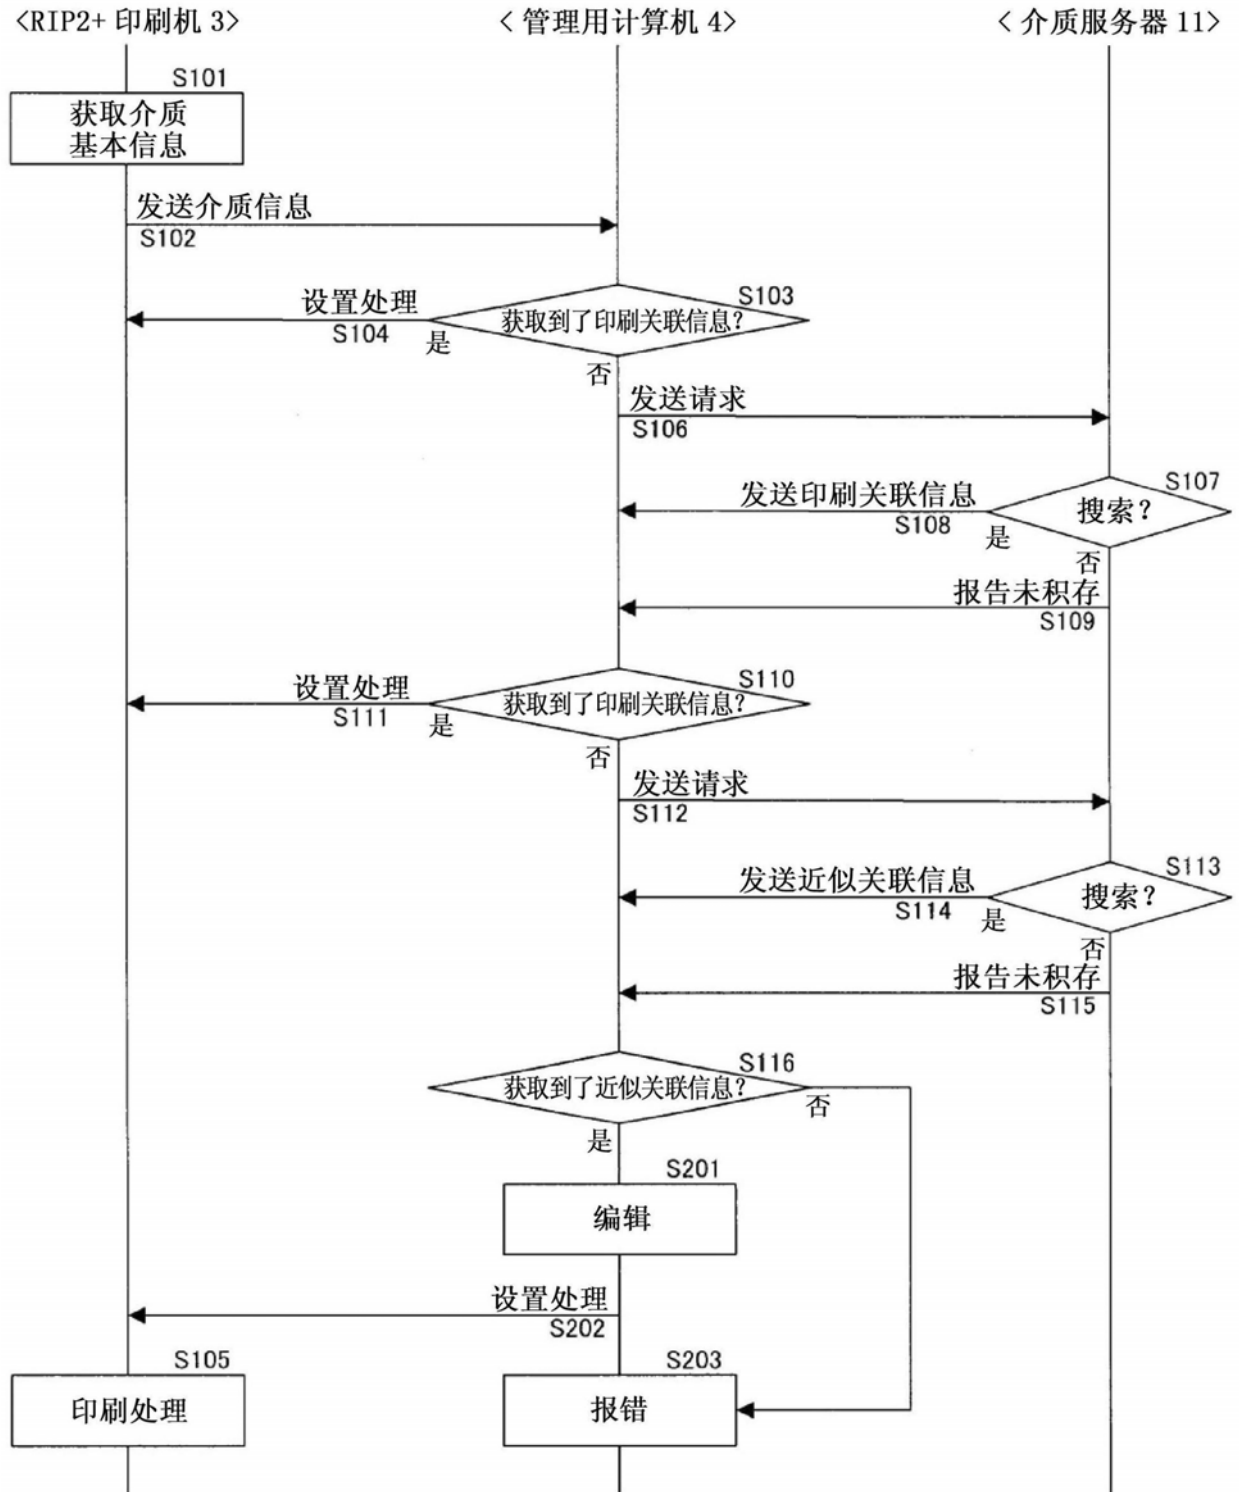 <RIP2+ 印刷机 3>
< 管理用计算机 4>
< 介质服务器 11>
S101
获取介质
基本信息
发送介质信息
S102
设置处理
S104
是
S103
获取到了印刷关联信息?
否
发送请求
S106
S107
搜索?
发送印刷关联信息
S108
是
否
报告未积存
S109
S110
获取到了印刷关联信息?
设置处理
S111
是
否
发送请求
S112
S113
搜索?
发送近似关联信息
S114
是
否
报告未积存
S115
S116
获取到了近似关联信息?
否
是
S201
编辑
设置处理
S202
S105
印刷处理
S203
报错